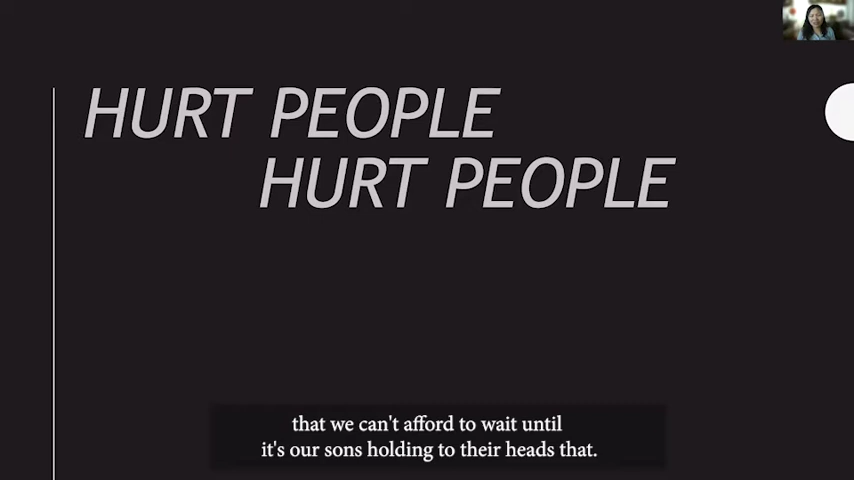 HURT PEOPLE
HURT PEOPLE
that we can't afford to wait until
it's our sons holding to their heads that.